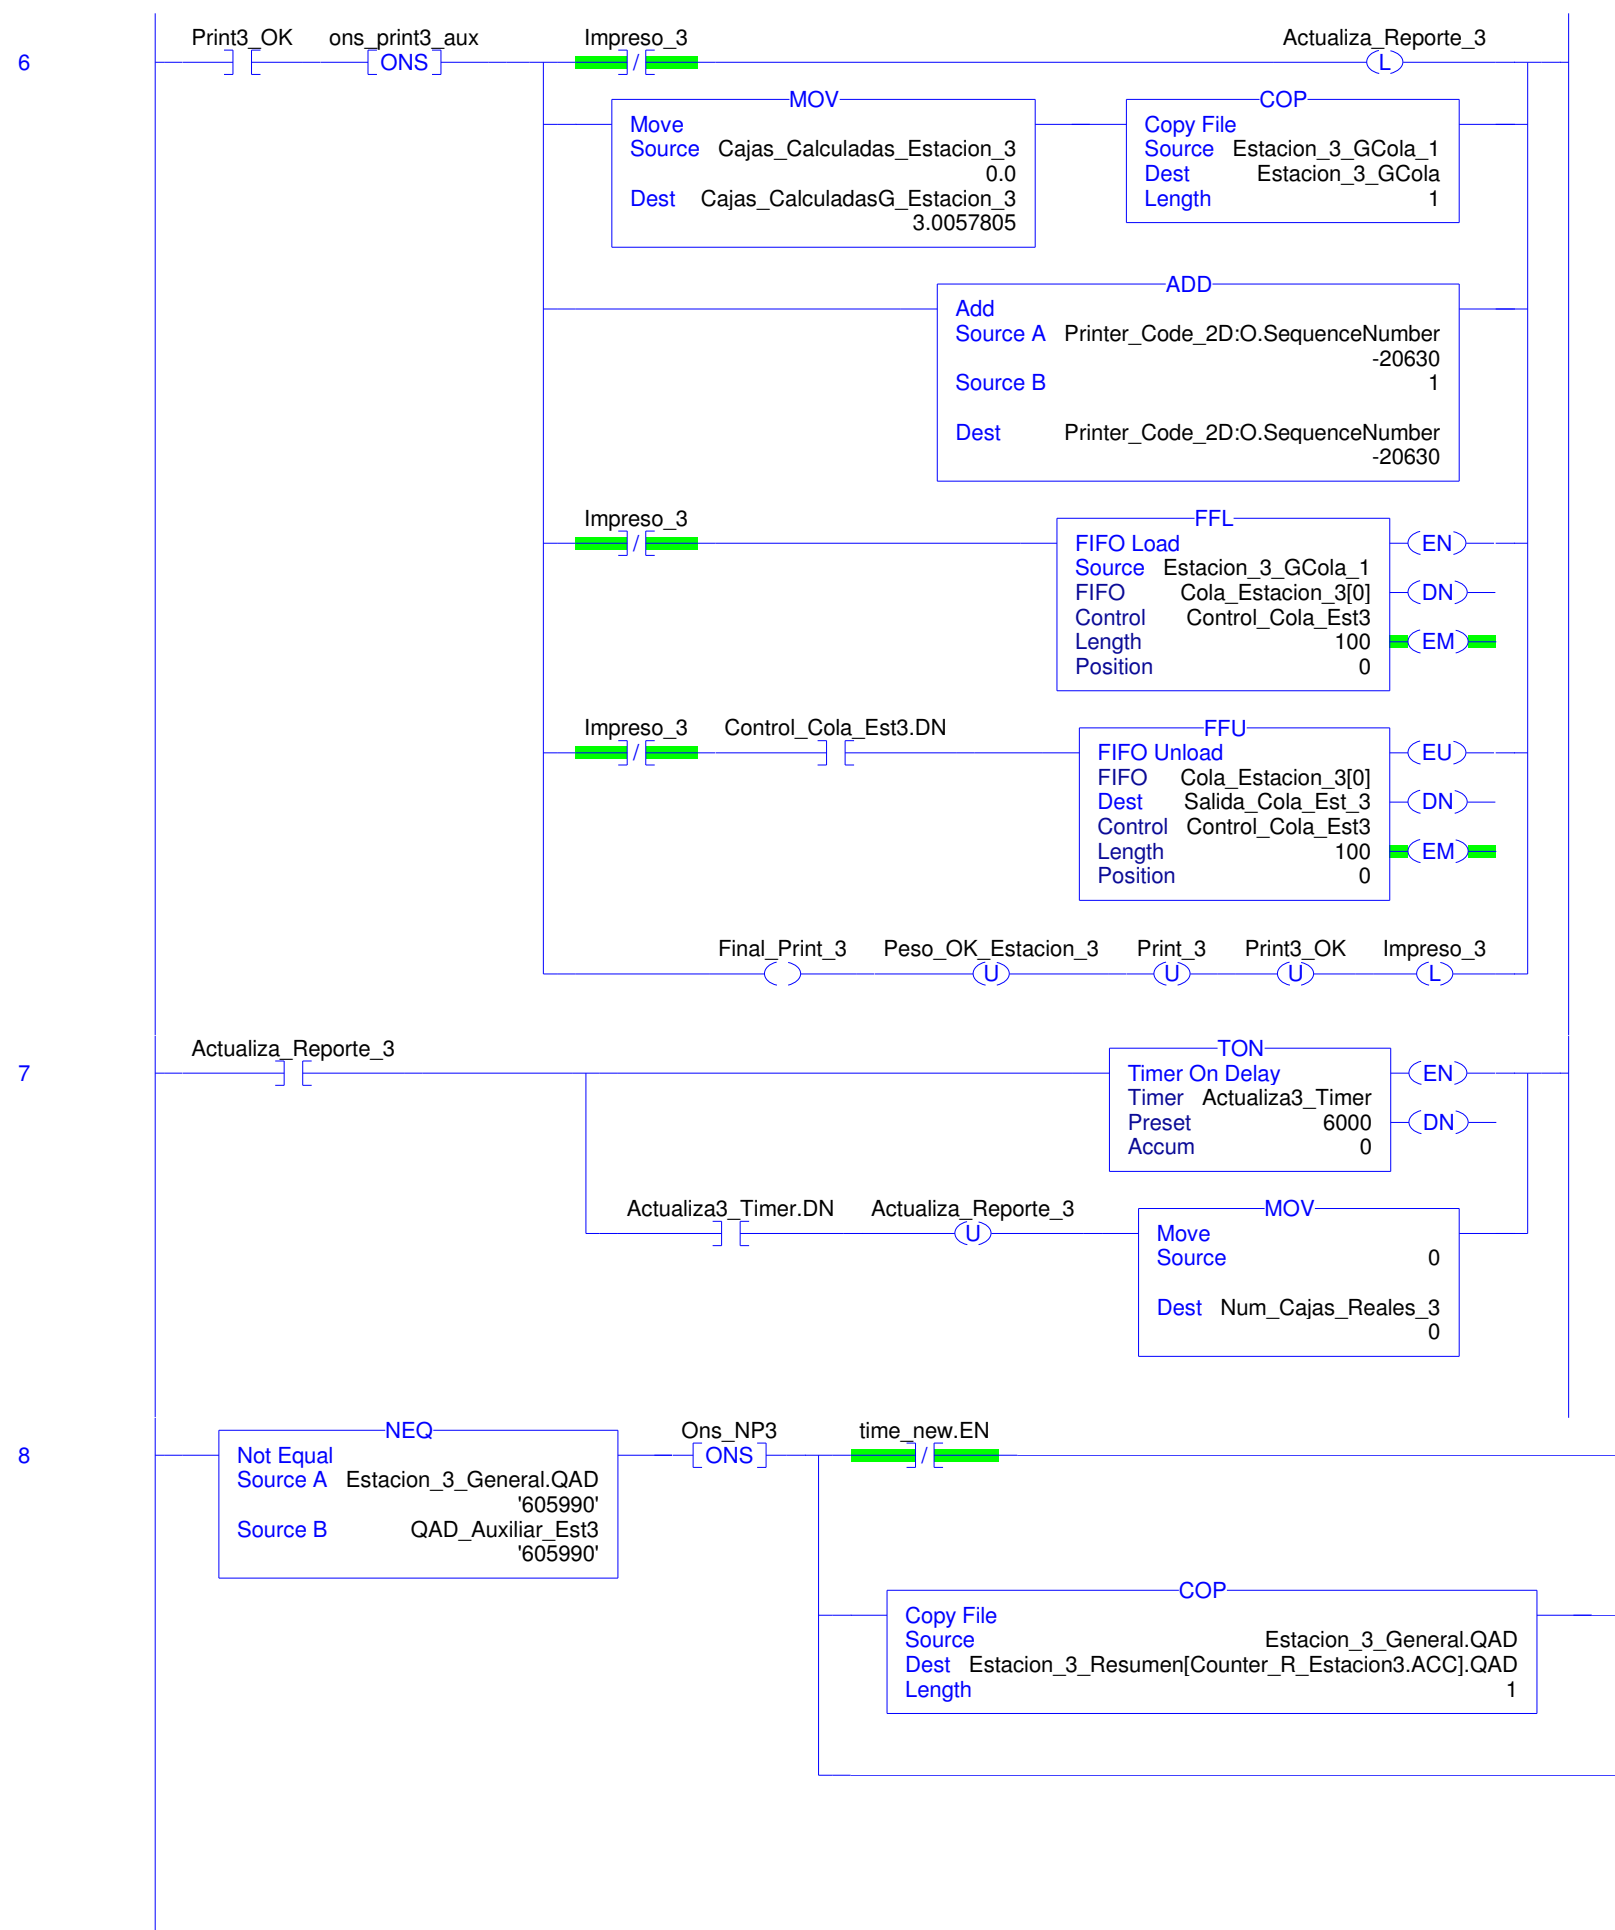 6
Print3_OK ons_print3_aux Impreso_3 Actualiza_Reporte_3
ONS / L
MOV
Move
Source Cajas_Calculadas_Estacion_3
0.0
Dest Cajas_CalculadasG_Estacion_3
3.0057805
COP
Copy File
Source Estacion_3_GCola_1
Dest Estacion_3_GCola
Length 1
ADD
Add
Source A Printer_Code_2D:O.SequenceNumber
-20630
Source B 1
Dest Printer_Code_2D:O.SequenceNumber
-20630
Impreso_3
/
FFL
FIFO Load
Source Estacion_3_GCola_1
FIFO Cola_Estacion_3[0]
Control Control_Cola_Est3
Length 100
Position 0
EN
DN
EM
Impreso_3 Control_Cola_Est3.DN
/
FFU
FIFO Unload
FIFO Cola_Estacion_3[0]
Dest Salida_Cola_Est_3
Control Control_Cola_Est3
Length 100
Position 0
EU
DN
EM
Final_Print_3 Peso_OK_Estacion_3 Print_3 Print3_OK Impreso_3
U U U L
7
Actualiza_Reporte_3
TON
Timer On Delay
Timer Actualiza3_Timer
Preset 6000
Accum 0
EN
DN
Actualiza3_Timer.DN Actualiza_Reporte_3
U
MOV
Move
Source 0
Dest Num_Cajas_Reales_3
0
8
NEQ
Not Equal
Source A Estacion_3_General.QAD
'605990'
Source B QAD_Auxiliar_Est3
'605990'
Ons_NP3 time_new.EN
ONS /
COP
Copy File
Source Estacion_3_General.QAD
Dest Estacion_3_Resumen[Counter_R_Estacion3.ACC].QAD
Length 1